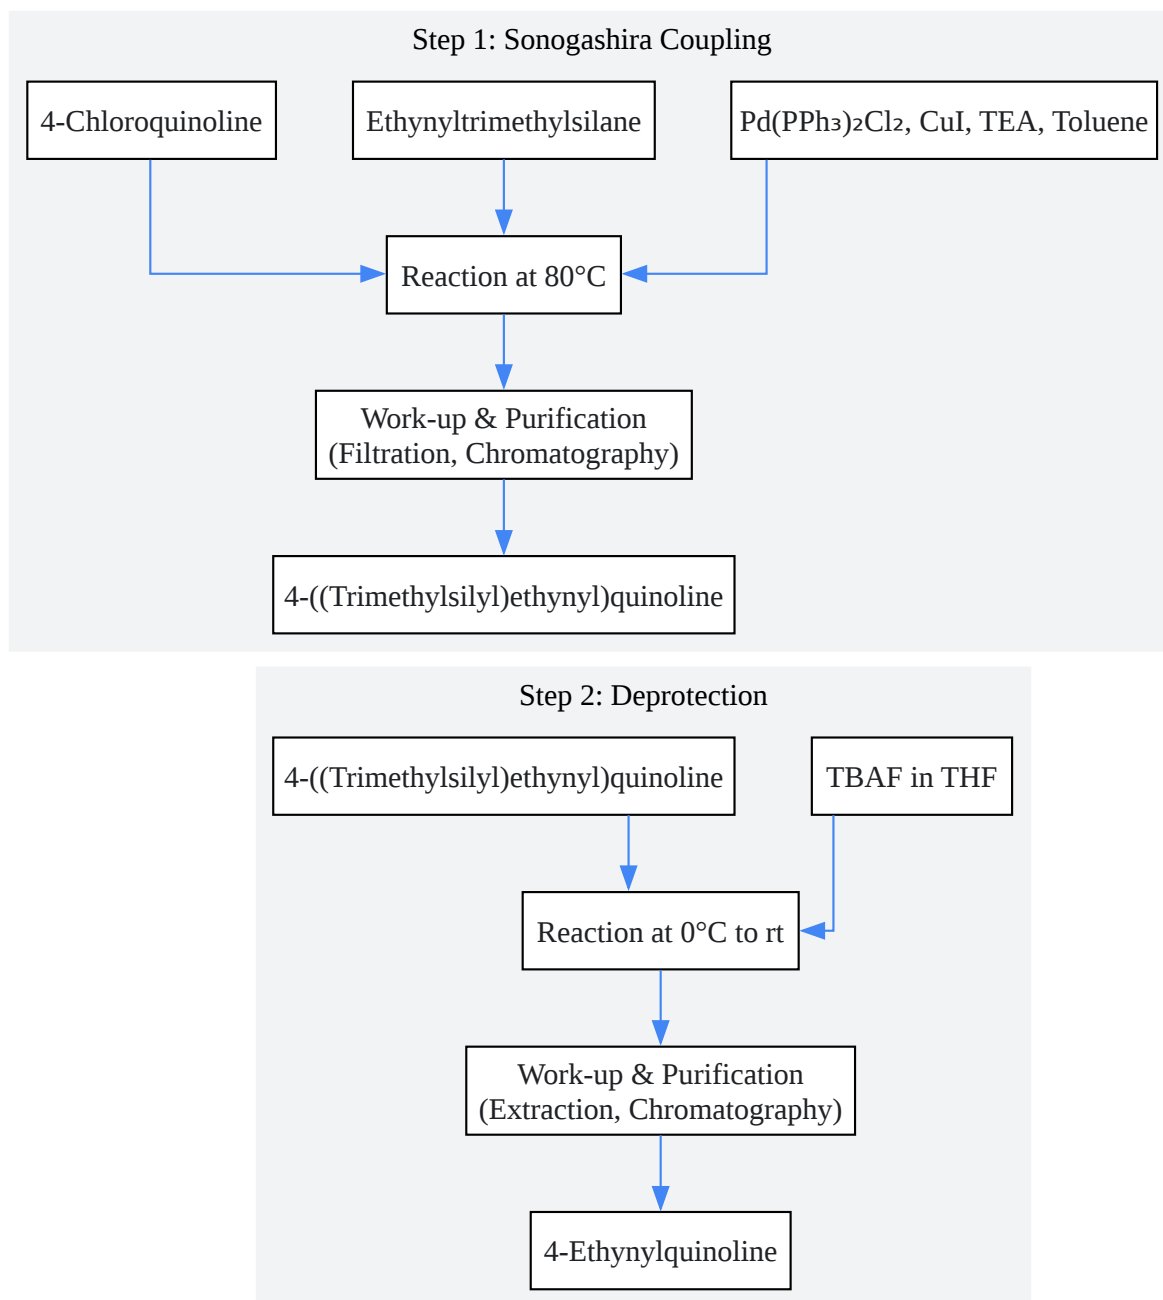 Step 1: Sonogashira Coupling
4-Chloroquinoline
Ethynyltrimethylsilane
Pd(PPh₃)₂Cl₂, CuI, TEA, Toluene
Reaction at 80°C
Work-up & Purification
(Filtration, Chromatography)
4-((Trimethylsilyl)ethynyl)quinoline
Step 2: Deprotection
4-((Trimethylsilyl)ethynyl)quinoline
TBAF in THF
Reaction at 0°C to rt
Work-up & Purification
(Extraction, Chromatography)
4-Ethynylquinoline